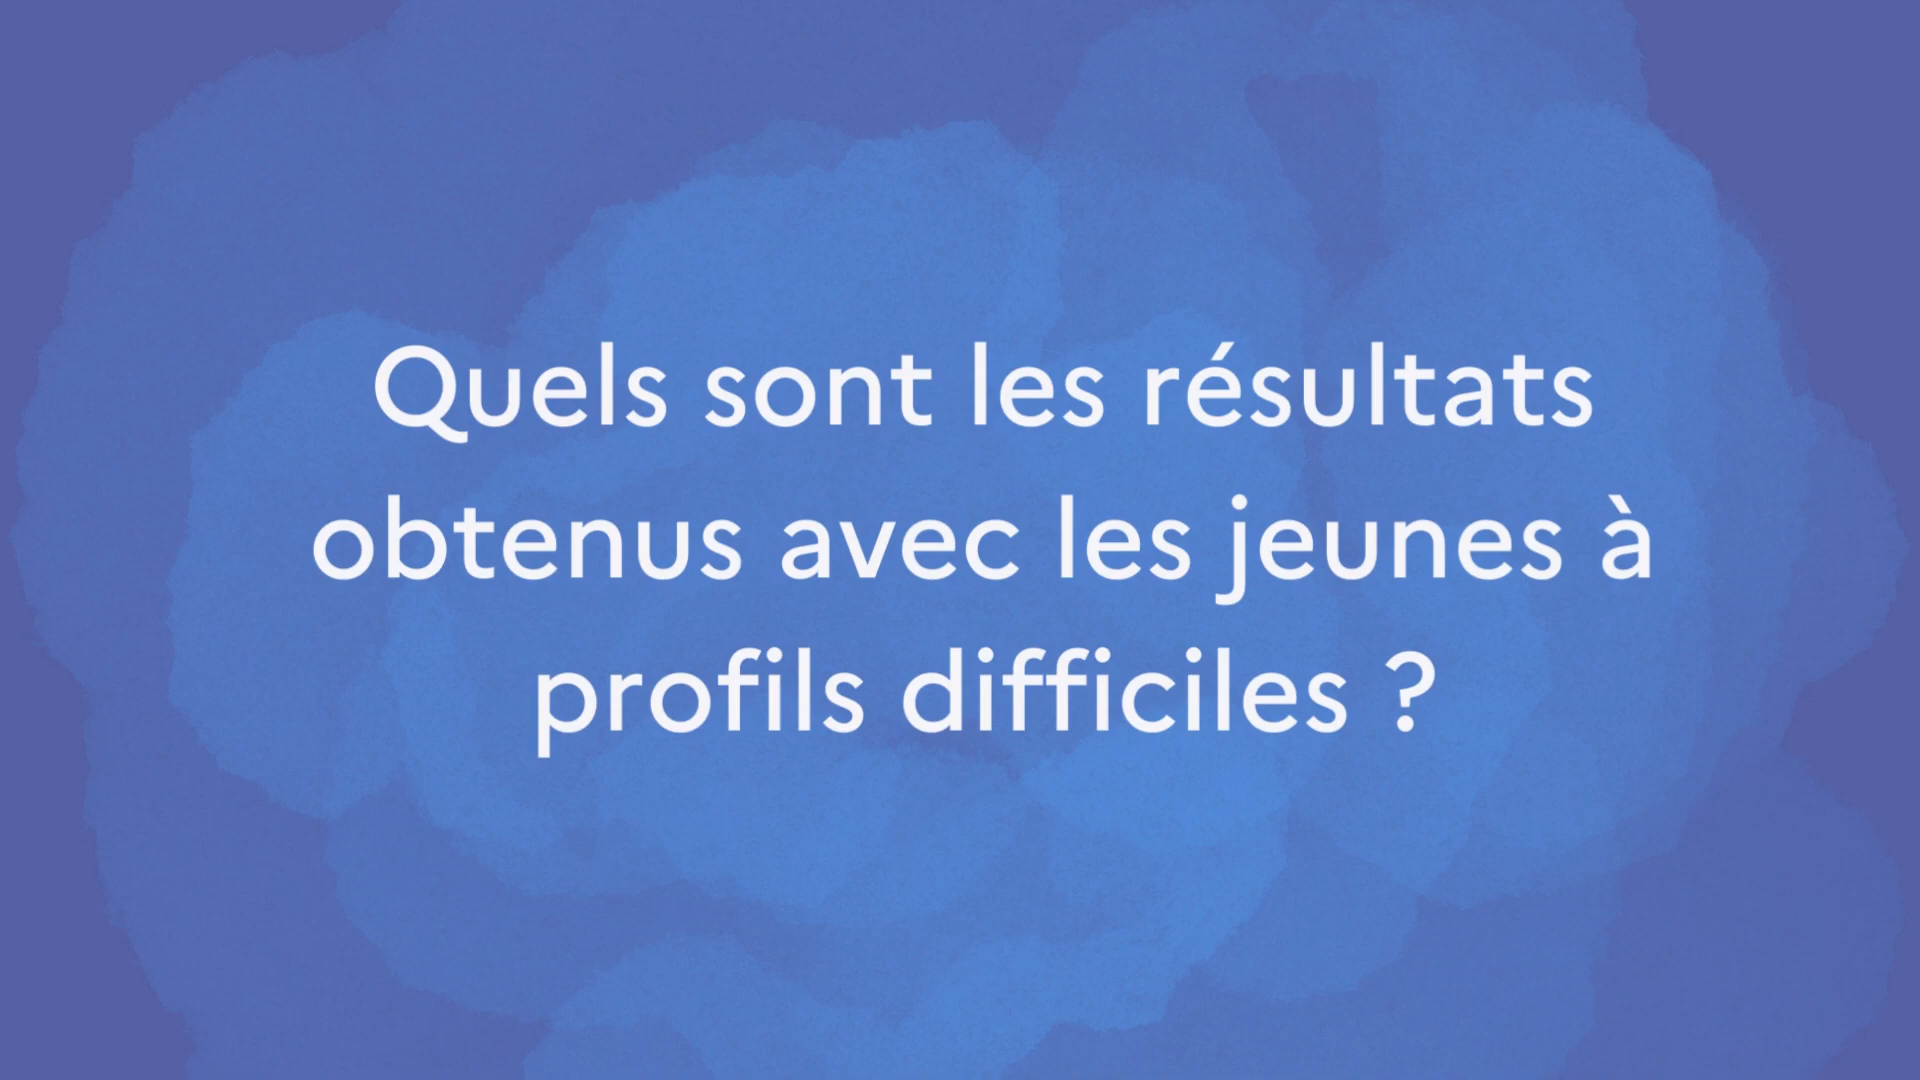 Quels sont les résultats
obtenus avec les jeunes à
profils difficiles ?